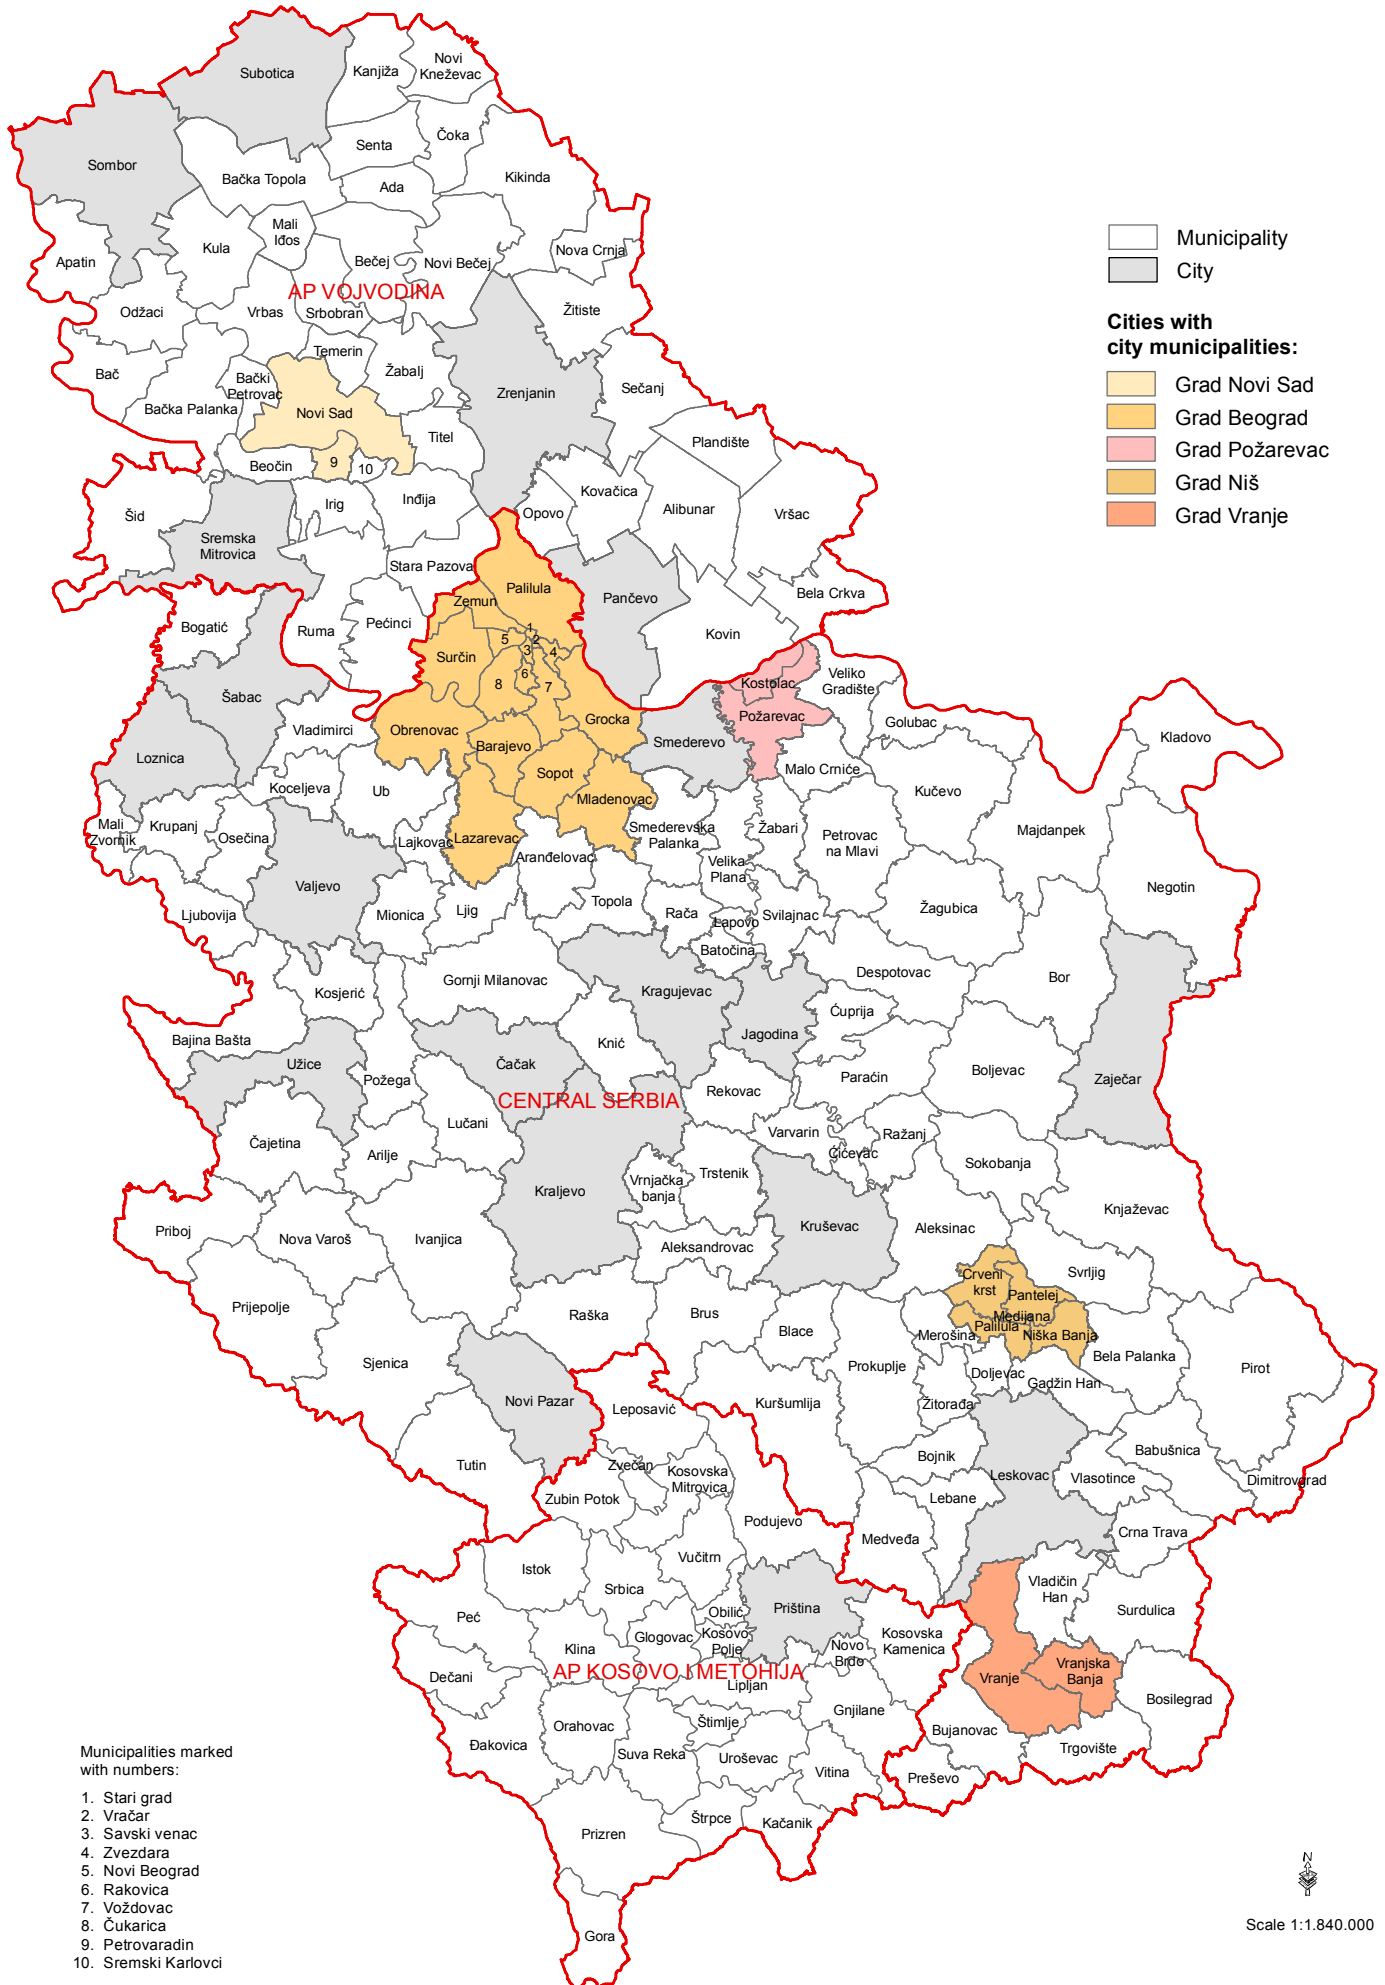 Subotica
Kanjiža
Novi
Kneževac
Sombor
Senta
Čoka
Bačka Topola
Ada
Kikinda
Apatin
Kula
Mali
Iđos
Bečej
Novi Bečej
Nova Crnja
AP VOJVODINA
Odžaci
Vrbas
Srbobran
Žitiste
Bač
Temerin
Bački
Petrovac
Žabalj
Zrenjanin
Sečanj
Bačka Palanka
Novi Sad
Titel
Plandište
Beočin
9
10
Šid
Irig
Inđija
Opovo
Kovačica
Alibunar
Vršac
Sremska
Mitrovica
Stara Pazova
Palilula
Pančevo
Bela Crkva
Zemun
Bogatić
Ruma
Pećinci
Kovin
1
2
3
4
5
6
7
8
Surčin
Šabac
Kostolac
Veliko
Gradište
Vladimirci
Obrenovac
Grocka
Požarevac
Golubac
Kladovo
Loznica
Barajevo
Smederevo
Sopot
Malo Crniće
Koceljeva
Ub
Mladenovac
Kučevo
Mali
Zvornik
Krupanj
Osečina
Lajkovac
Lazarevac
Smederevska
Palanka
Žabari
Petrovac
na Mlavi
Majdanpek
Aranđelovac
Velika
Plana
Valjevo
Negotin
Ljubovija
Mionica
Ljig
Topola
Rača
Lapovo
Svilajnac
Žagubica
Batočina
Kosjerić
Gornji Milanovac
Kragujevac
Despotovac
Bor
Ćuprija
Bajina Bašta
Užice
Čačak
Knić
Jagodina
Požega
Rekovac
Paraćin
Boljevac
Zaječar
CENTRAL SERBIA
Čajetina
Arilje
Lučani
Varvarin
Ćićevac
Ražanj
Sokobanja
Kraljevo
Vrnjačka
banja
Trstenik
Kruševac
Knjaževac
Priboj
Nova Varoš
Ivanjica
Aleksandrovac
Aleksinac
Prijepolje
Raška
Brus
Blace
Crveni
krst
Svrljig
Pantelej
Medijana
Palilula
Niška Banja
Merošina
Sjenica
Prokuplje
Bela Palanka
Pirot
Doljevac
Gadžin Han
Novi Pazar
Leposavić
Kuršumlija
Žitorađa
Tutin
Zvečan
Kosovska
Mitrovica
Bojnik
Babušnica
Leskovac
Vlasotince
Dimitrovgrad
Zubin Potok
Lebane
Podujevo
Medveđa
Crna Trava
Istok
Vučitrn
Srbica
Vladičin
Han
Peć
Obilić
Priština
Surdulica
Klina
Glogovac
Kosovo
Polje
Novo
Brdo
Kosovska
Kamenica
AP KOSOVO I METOHIJA
Dečani
Lipljan
Vranje
Vranjska
Banja
Bosilegrad
Orahovac
Štimlje
Gnjilane
Đakovica
Suva Reka
Uroševac
Bujanovac
Trgovište
Vitina
Preševo
Prizren
Štrpce
Kačanik
Gora
Municipality
City
Cities with
city municipalities:
Grad Novi Sad
Grad Beograd
Grad Požarevac
Grad Niš
Grad Vranje
Municipalities marked
with numbers:
1. Stari grad
2. Vračar
3. Savski venac
4. Zvezdara
5. Novi Beograd
6. Rakovica
7. Voždovac
8. Čukarica
9. Petrovaradin
10. Sremski Karlovci
N
Scale 1:1.840.000